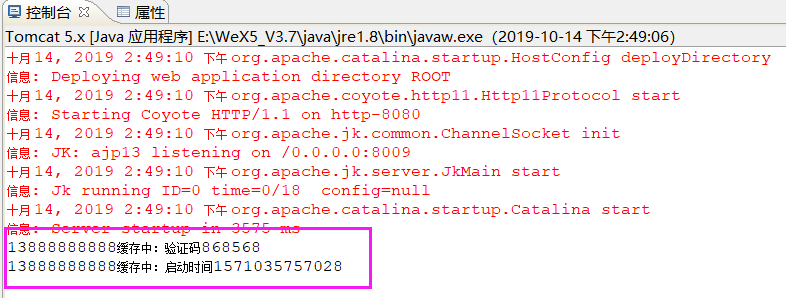 控制台 属性
Tomcat 5.x [Java 应用程序] E:\WeX5_V3.7\java\jre1.8\bin\javaw.exe (2019-10-14 下午2:49:06)
十月 14, 2019 2:49:10 下午 org.apache.catalina.startup.HostConfig deployDirectory
信息: Deploying web application directory ROOT
十月 14, 2019 2:49:10 下午 org.apache.coyote.http11.Http11Protocol start
信息: Starting Coyote HTTP/1.1 on http-8080
十月 14, 2019 2:49:10 下午 org.apache.jk.common.ChannelSocket init
信息: JK: ajp13 listening on /0.0.0.0:8009
十月 14, 2019 2:49:10 下午 org.apache.jk.server.JkMain start
信息: Jk running ID=0 time=0/18  config=null
十月 14, 2019 2:49:10 下午 org.apache.catalina.startup.Catalina start
信息: Server startup in 3575 ms
13888888888缓存中：验证码868568
13888888888缓存中：启动时间1571035757028